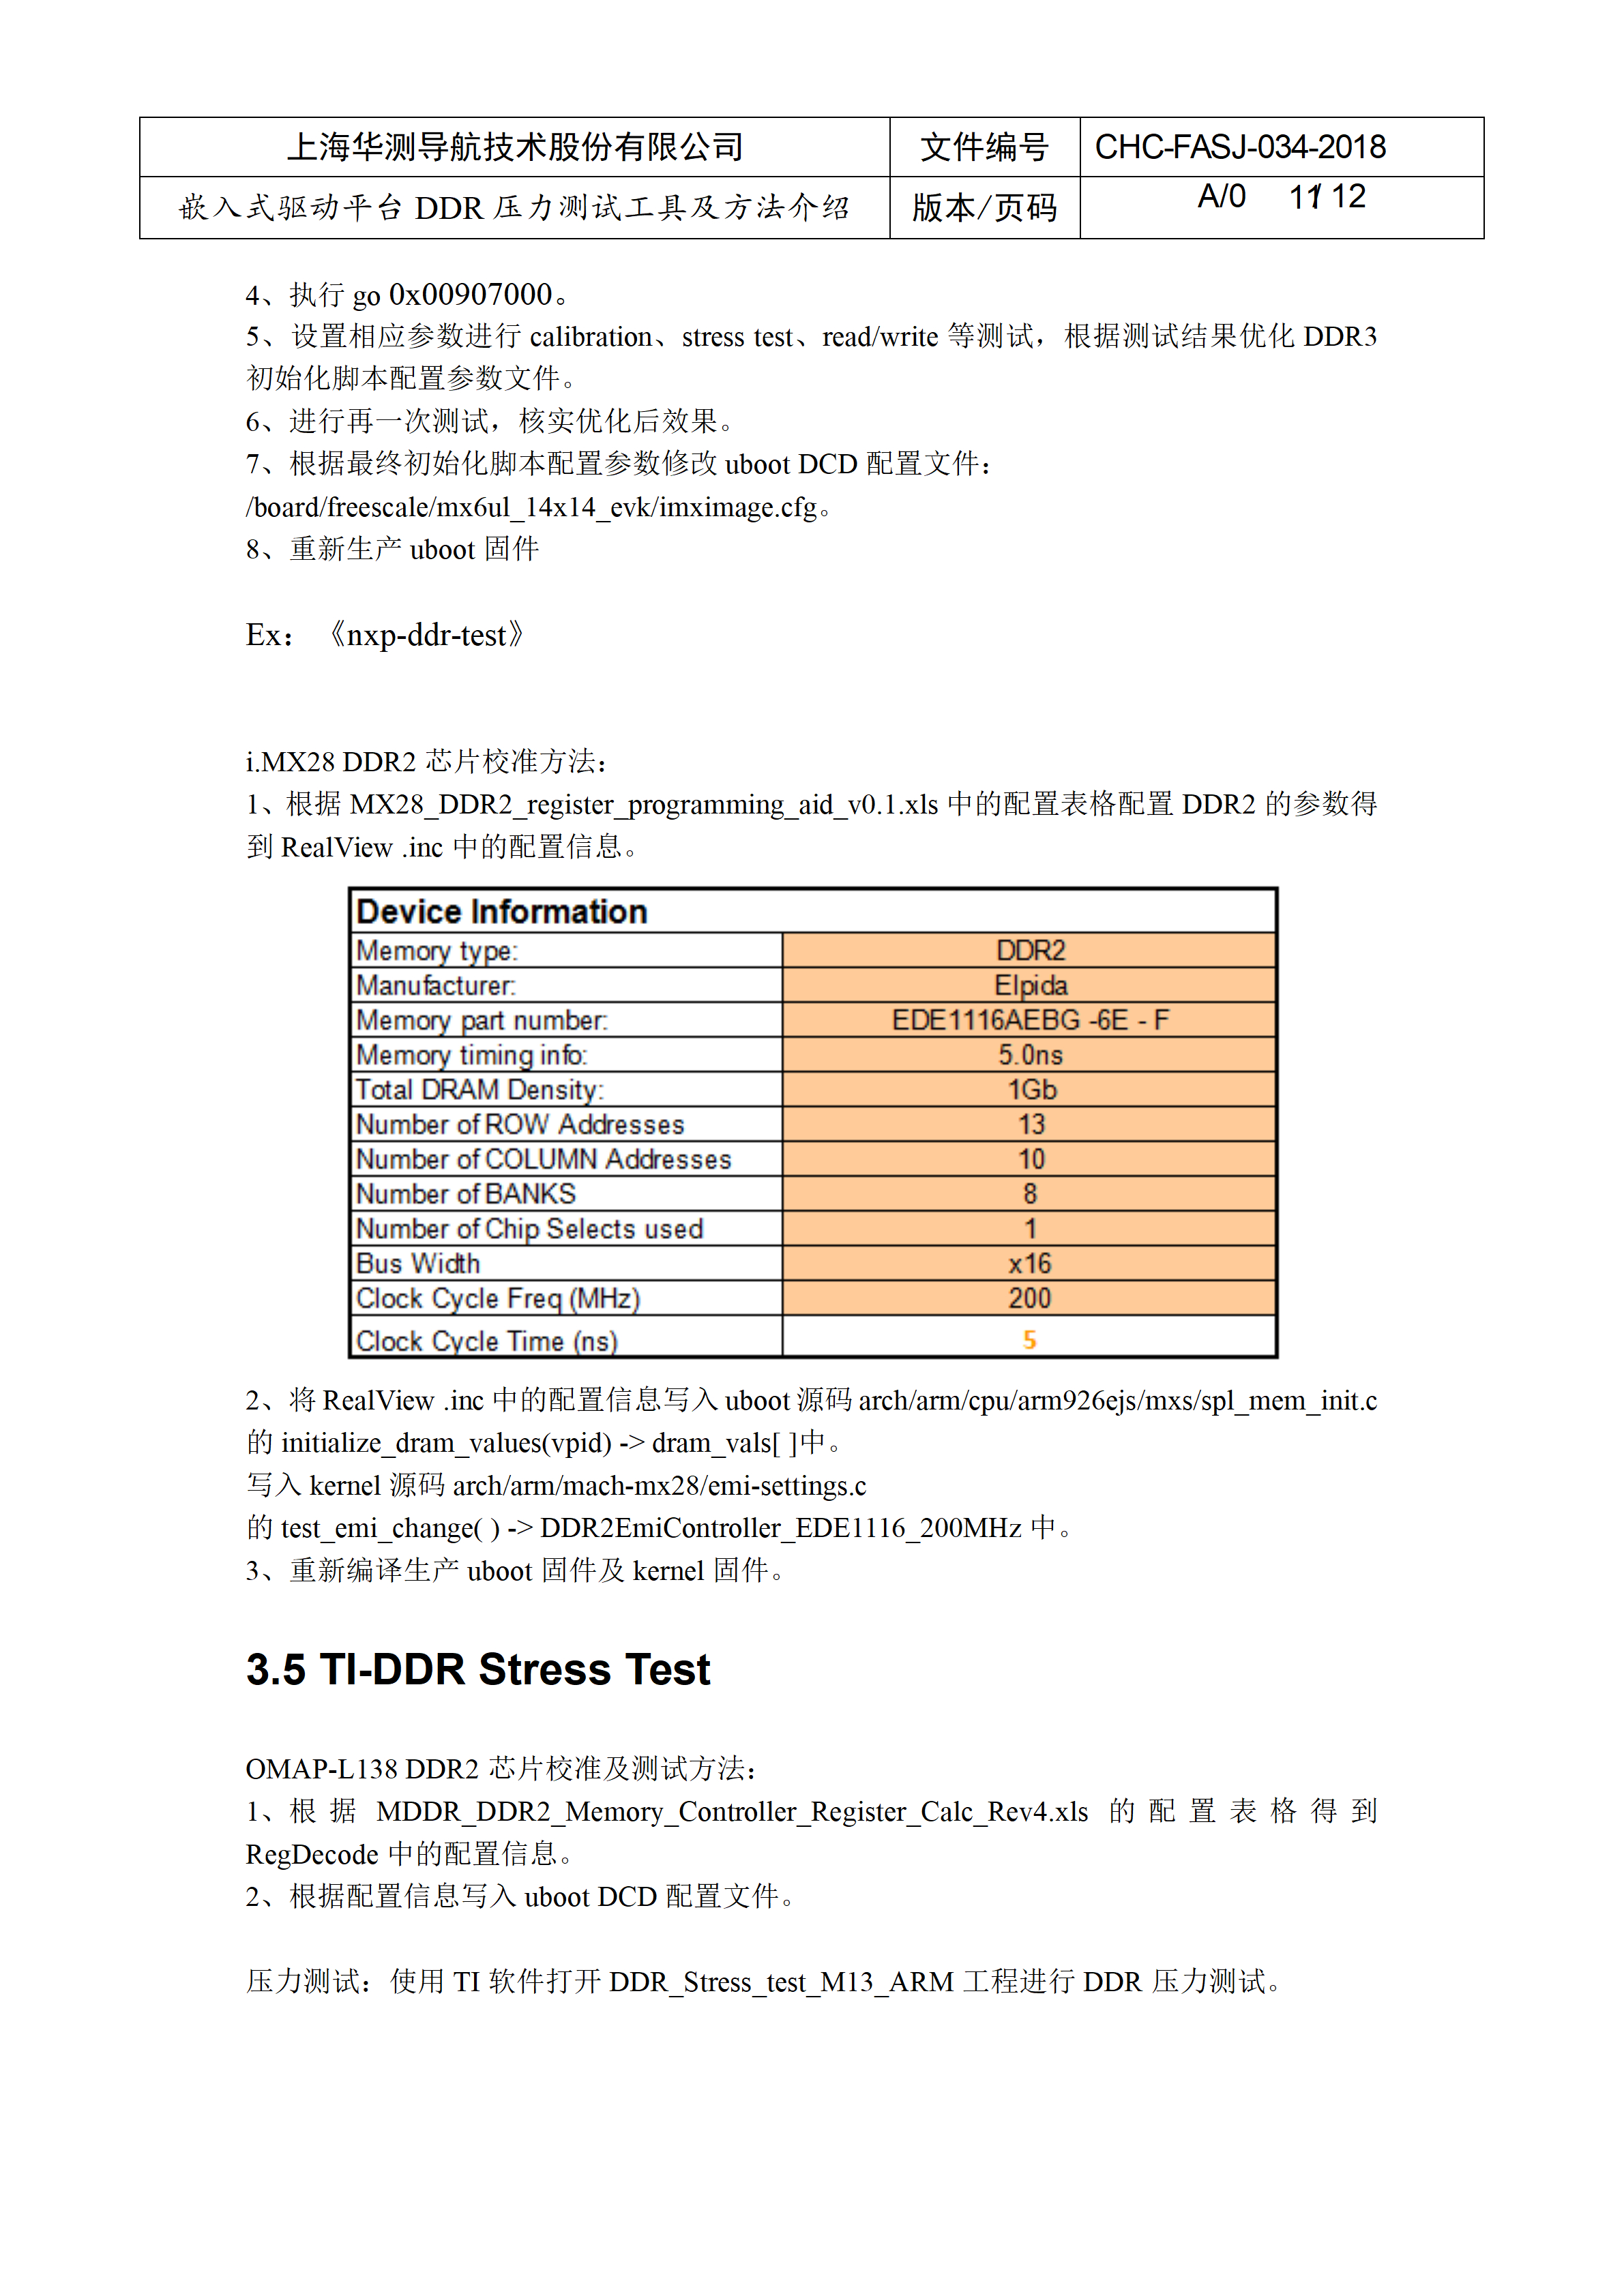 上海华测导航技术股份有限公司 文件编号 CHC-FASJ-034-2018
嵌入式驱动平台 DDR 压力测试工具及方法介绍 版本/页码 A/0 11/ 12
4、执行 go 0x00907000。
5、设置相应参数进行 calibration、stress test、read/write 等测试，根据测试结果优化 DDR3
初始化脚本配置参数文件。
6、进行再一次测试，核实优化后效果。
7、根据最终初始化脚本配置参数修改 uboot DCD 配置文件：
/board/freescale/mx6ul_14x14_evk/imximage.cfg。
8、重新生产 uboot 固件
Ex：《nxp-ddr-test》
i.MX28 DDR2 芯片校准方法：
1、根据 MX28_DDR2_register_programming_aid_v0.1.xls 中的配置表格配置 DDR2 的参数得
到 RealView .inc 中的配置信息。
Device Information
Memory type: DDR2
Manufacturer: Elpida
Memory part number: EDE1116AEBG -6E - F
Memory timing info: 5.0ns
Total DRAM Density: 1Gb
Number of ROW Addresses 13
Number of COLUMN Addresses 10
Number of BANKS 8
Number of Chip Selects used 1
Bus Width x16
Clock Cycle Freq (MHz) 200
Clock Cycle Time (ns) 5
2、将 RealView .inc 中的配置信息写入 uboot 源码 arch/arm/cpu/arm926ejs/mxs/spl_mem_init.c
的 initialize_dram_values(vpid) -> dram_vals[ ]中。
写入 kernel 源码 arch/arm/mach-mx28/emi-settings.c
的 test_emi_change( ) -> DDR2EmiController_EDE1116_200MHz 中。
3、重新编译生产 uboot 固件及 kernel 固件。
3.5 TI-DDR Stress Test
OMAP-L138 DDR2 芯片校准及测试方法：
1、根据 MDDR_DDR2_Memory_Controller_Register_Calc_Rev4.xls 的配置表格得到
RegDecode 中的配置信息。
2、根据配置信息写入 uboot DCD 配置文件。
压力测试：使用 TI 软件打开 DDR_Stress_test_M13_ARM 工程进行 DDR 压力测试。